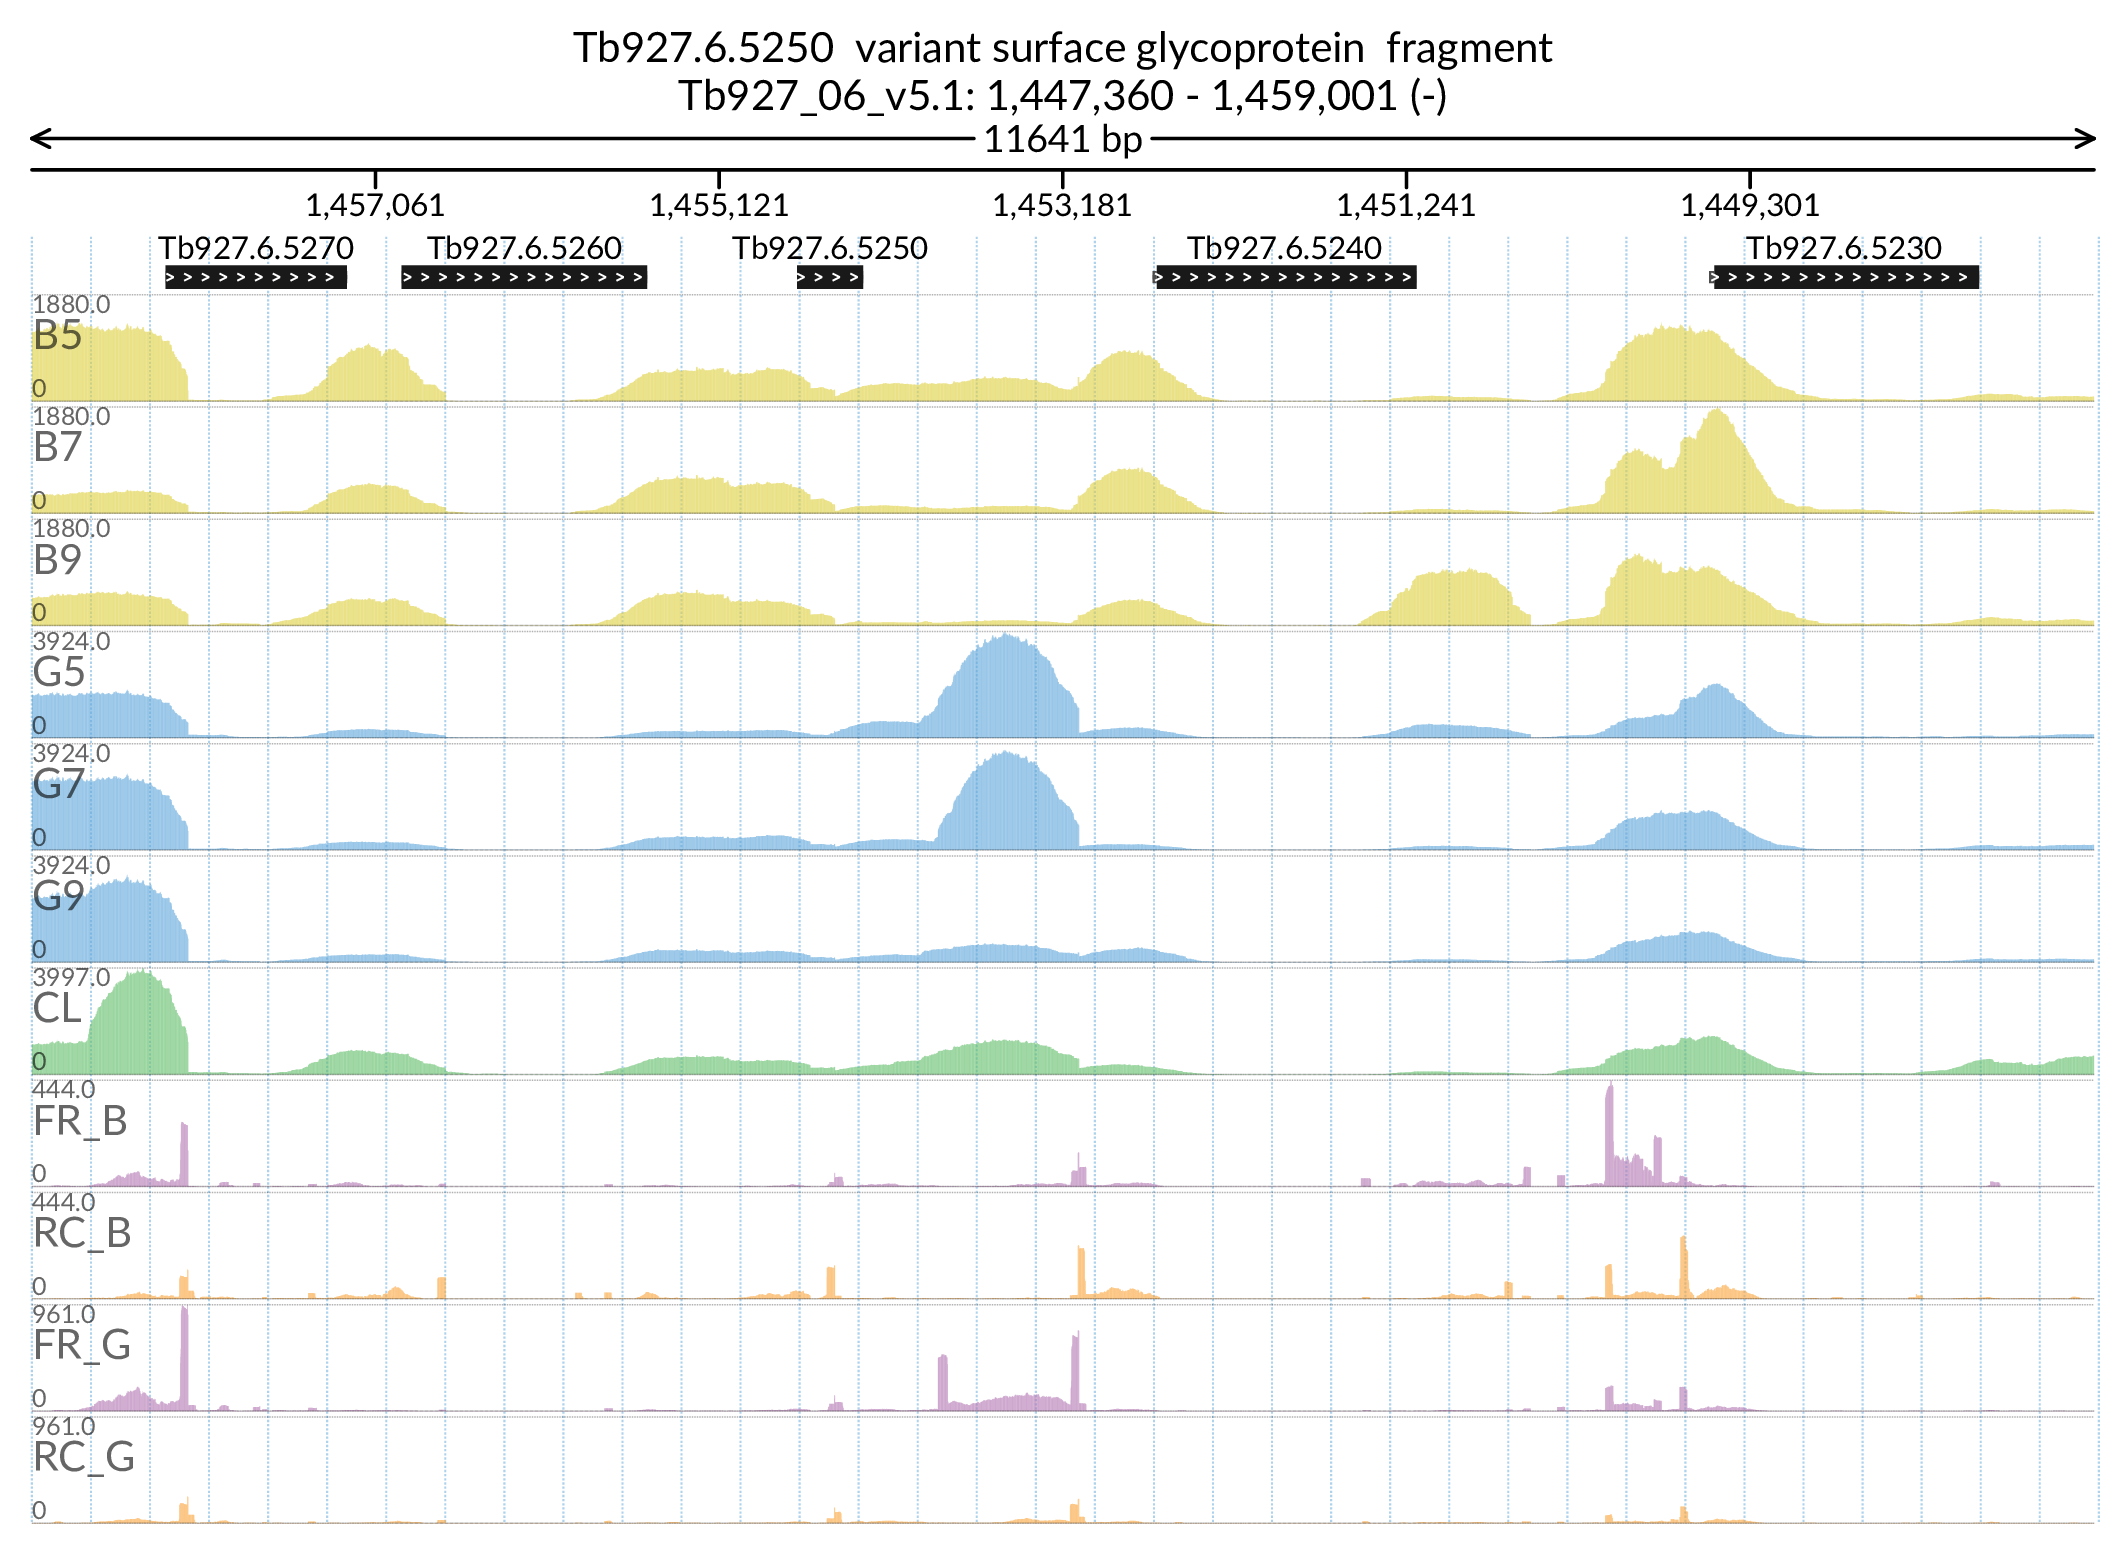 Tb927.6.5250  variant surface glycoprotein  fragment
Tb927_06_v5.1: 1,447,360 - 1,459,001 (-)
11641 bp
1,457,061 1,455,121 1,453,181 1,451,241 1,449,301
Tb927.6.5270 Tb927.6.5260 Tb927.6.5250 Tb927.6.5240 Tb927.6.5230
1880.0
B5
0
1880.0
B7
0
1880.0
B9
0
3924.0
G5
0
3924.0
G7
0
3924.0
G9
0
3997.0
CL
0
444.0
FR_B
0
444.0
RC_B
0
961.0
FR_G
0
961.0
RC_G
0